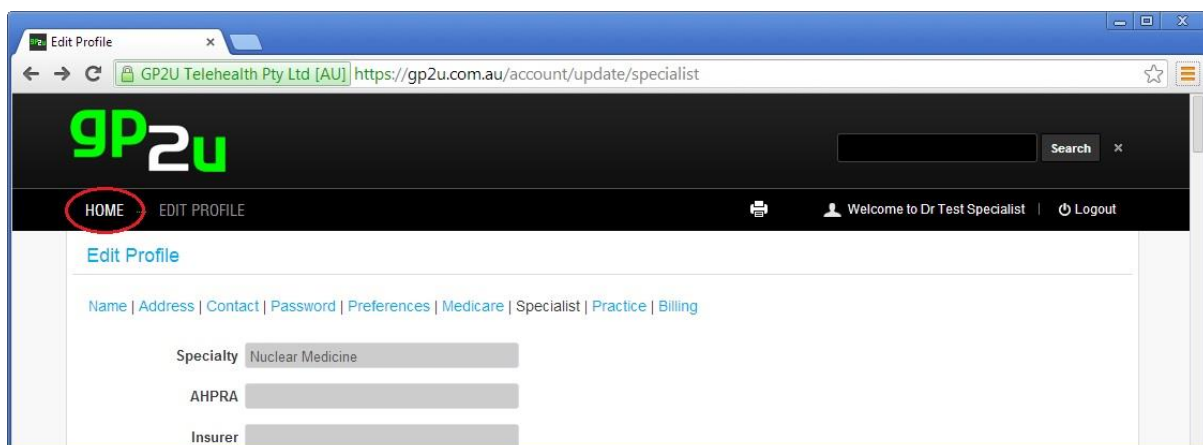 Edit Profile
GP2U Telehealth Pty Ltd [AU] https://gp2u.com.au/account/update/specialist
gp2u
Search
HOME EDIT PROFILE Welcome to Dr Test Specialist | Logout
Edit Profile
Name | Address | Contact | Password | Preferences | Medicare | Specialist | Practice | Billing
Specialty Nuclear Medicine
AHPRA
Insurer